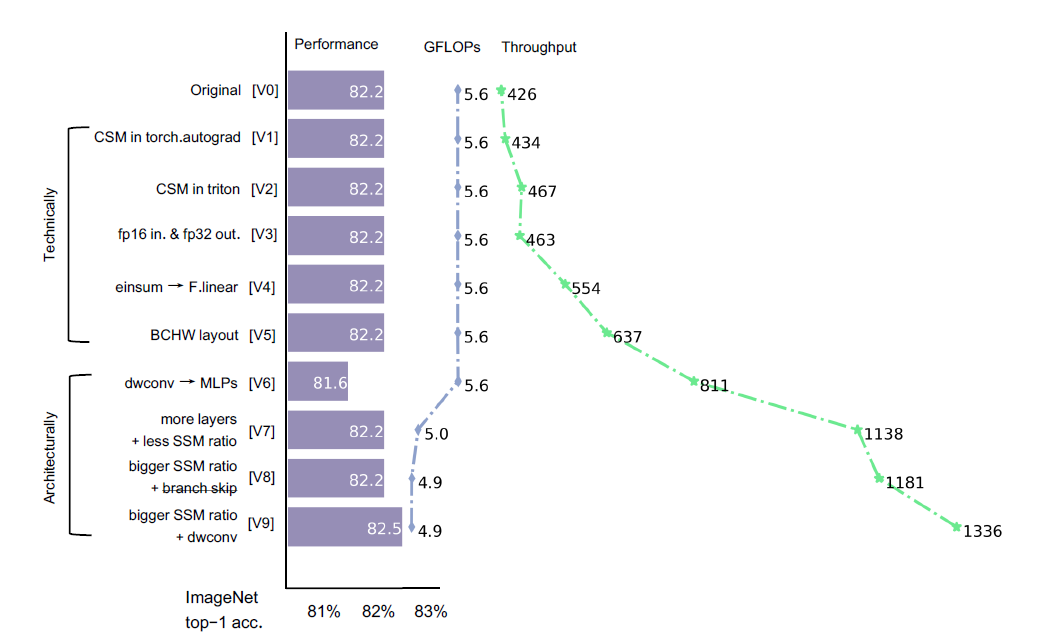 Performance GFLOPs Throughput
Original [V0] 82.2 5.6 426
CSM in torch.autograd [V1] 82.2 5.6 434
CSM in triton [V2] 82.2 5.6 467
fp16 in. & fp32 out. [V3] 82.2 5.6 463
einsum → F.linear [V4] 82.2 5.6 554
BCHW layout [V5] 82.2 5.6 637
Technically
dwconv → MLPs [V6] 81.6 5.6 811
more layers
+ less SSM ratio [V7] 82.2 5.0 1138
bigger SSM ratio
+ branch skip [V8] 82.2 4.9 1181
bigger SSM ratio
+ dwconv [V9] 82.5 4.9 1336
Architecturally
ImageNet
top-1 acc.
81% 82% 83%